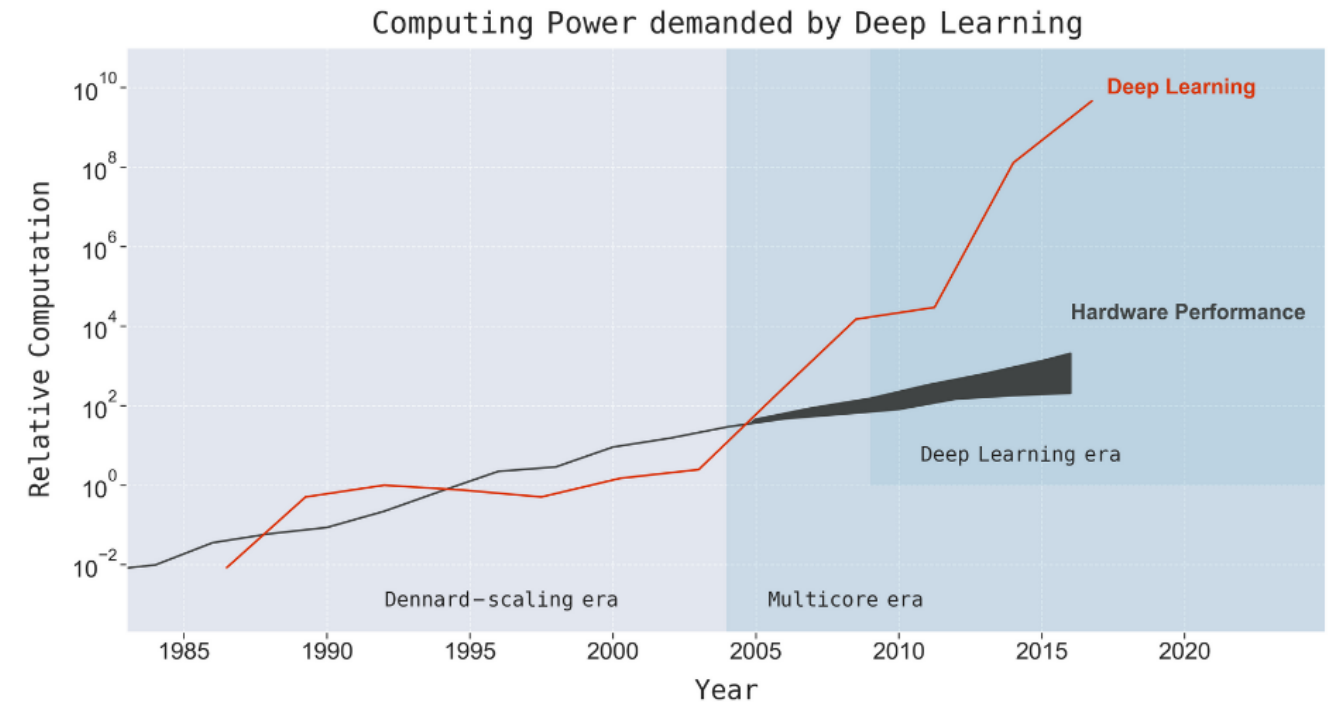 Computing Power demanded by Deep Learning
10^10
Deep Learning
10^8
10^6
Relative Computation
10^4
Hardware Performance
10^2
Deep Learning era
10^0
10^−2
Dennard−scaling era
Multicore era
1985 1990 1995 2000 2005 2010 2015 2020
Year